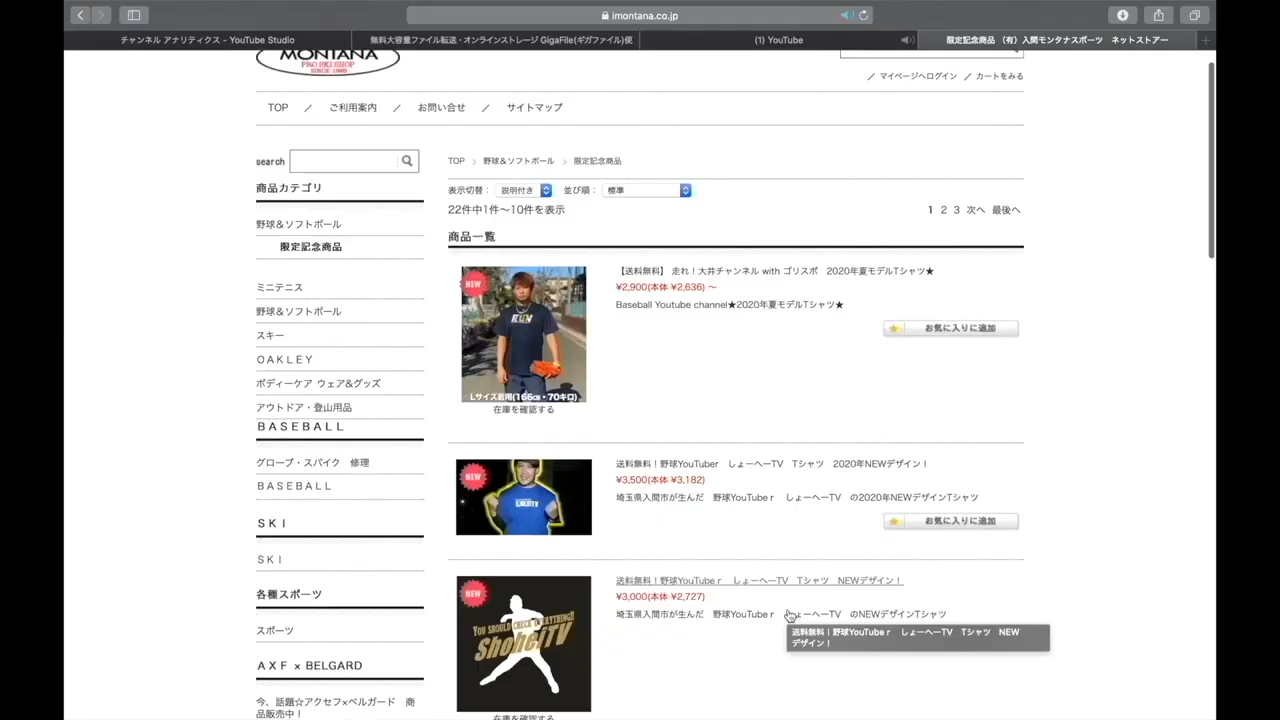 imontana.co.jp
チャンネル アナリティクス - YouTube Studio
無料大容量ファイル転送・オンラインストレージ GigaFile(ギガファイル)便
(1) YouTube
限定記念商品 (有) 入間モンタナスポーツ ネットストアー
MONTANA
PRO SKI SHOP
SINCE 1980
マイページへログイン
カートをみる
TOP / ご利用案内 / お問い合せ / サイトマップ
search
商品カテゴリ
野球＆ソフトボール
限定記念商品
ミニテニス
野球＆ソフトボール
スキー
ＯＡＫＬＥＹ
ボディーケア ウェア&グッズ
アウトドア・登山用品
ＢＡＳＥＢＡＬＬ
グローブ・スパイク 修理
ＢＡＳＥＢＡＬＬ
ＳＫＩ
ＳＫＩ
各種スポーツ
スポーツ
ＡＸＦ × BELGARD
今、話題☆アクセフ×ベルガード 商
品販売中！
TOP > 野球＆ソフトボール > 限定記念商品
表示切替： 説明付き 並び順： 標準
22件中1件～10件を表示
1 2 3 次へ 最後へ
商品一覧
NEW
RUN
Lサイズ着用(166㎝・70キロ)
在庫を確認する
【送料無料】 走れ！大井チャンネル with ゴリスポ 2020年夏モデルTシャツ★
¥2,900(本体 ¥2,636) ～
Baseball Youtube channel★2020年夏モデルTシャツ★
お気に入りに追加
NEW
送料無料！野球YouTuber しょーへーTV Tシャツ 2020年NEWデザイン！
¥3,500(本体 ¥3,182)
埼玉県入間市が生んだ 野球YouTubeｒ しょーへーTV の2020年NEWデザインTシャツ
お気に入りに追加
NEW
YOU SHOULD CHECK EVERYTHING!!
ShoheiTV
在庫を確認する
送料無料！野球YouTubeｒ しょーへーTV Tシャツ NEWデザイン！
¥3,000(本体 ¥2,727)
埼玉県入間市が生んだ 野球YouTubeｒ しょーへーTV のNEWデザインTシャツ
送料無料！野球YouTubeｒ しょーへーTV Tシャツ NEW
デザイン！